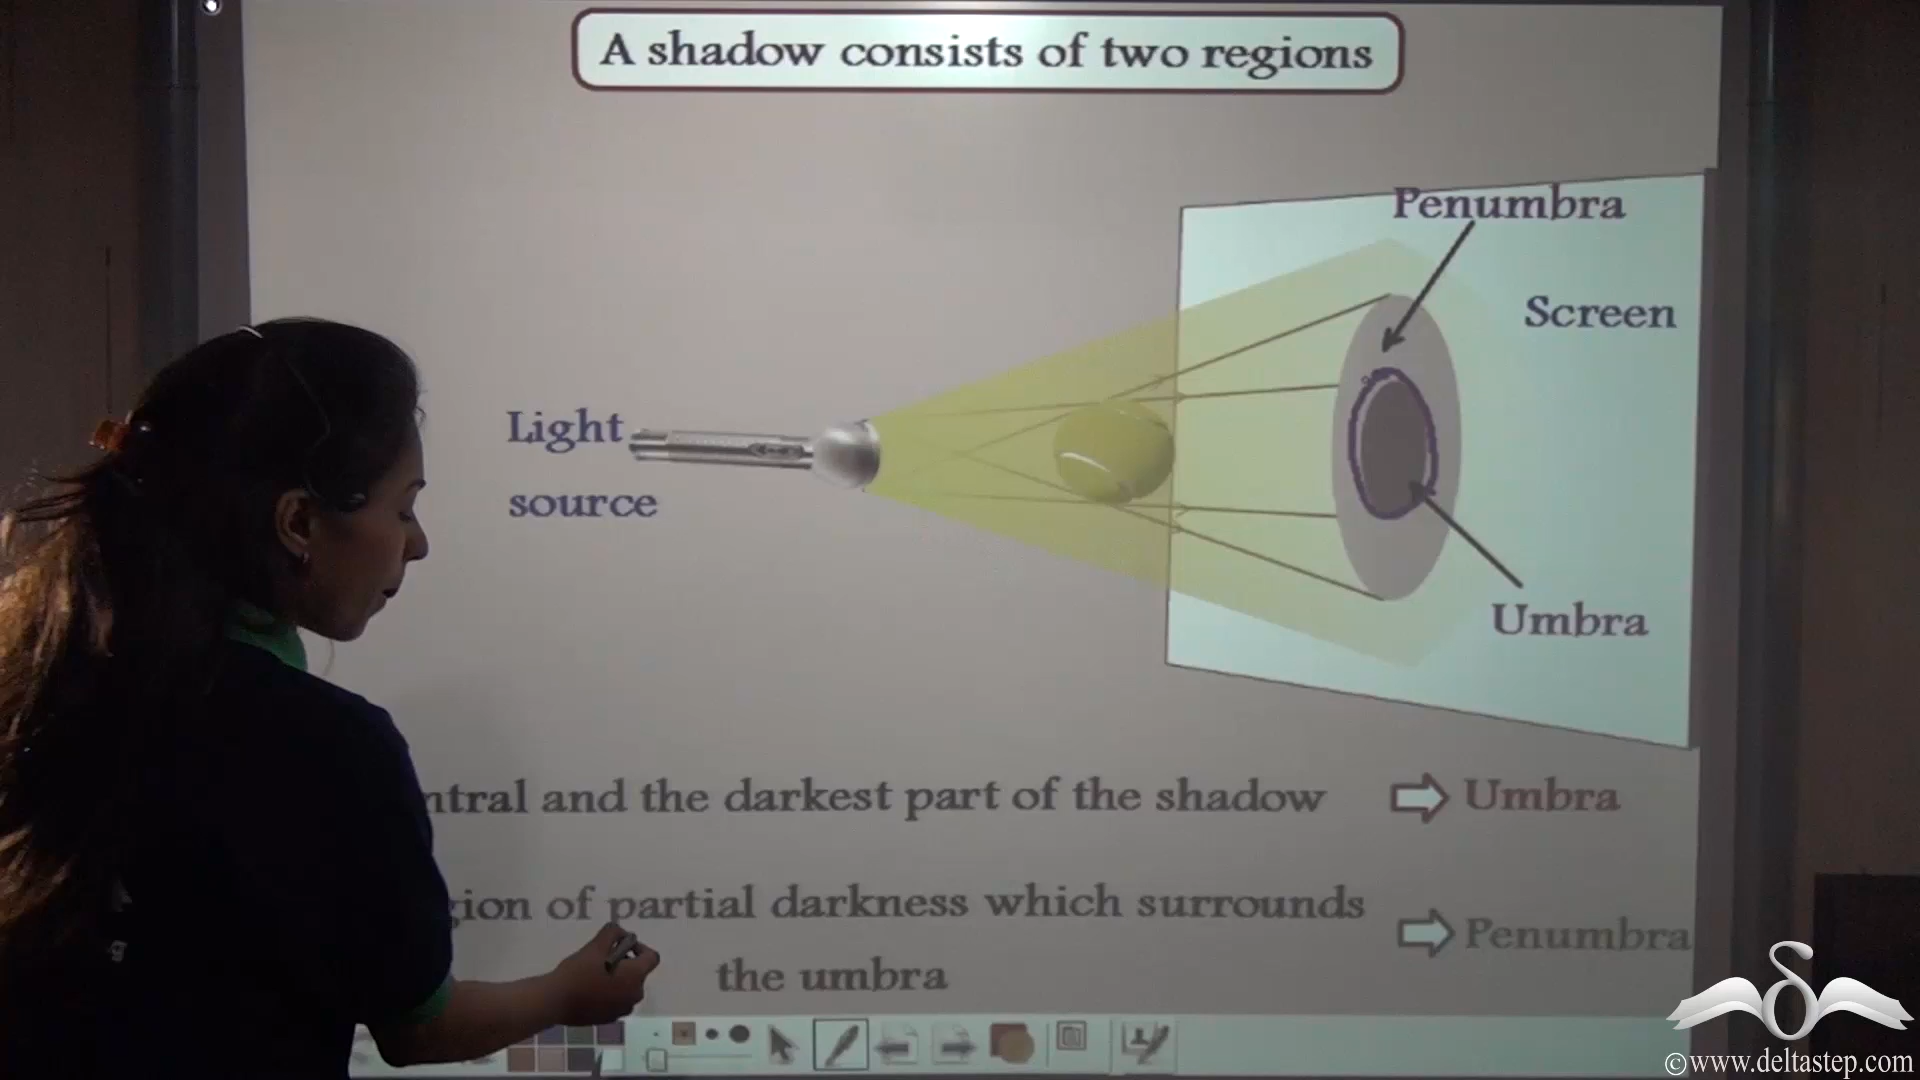 A shadow consists of two regions
Penumbra
Screen
Light
source
Umbra
ntral and the darkest part of the shadow
Umbra
gion of partial darkness which surrounds
the umbra
Penumbra
©www.deltastep.com